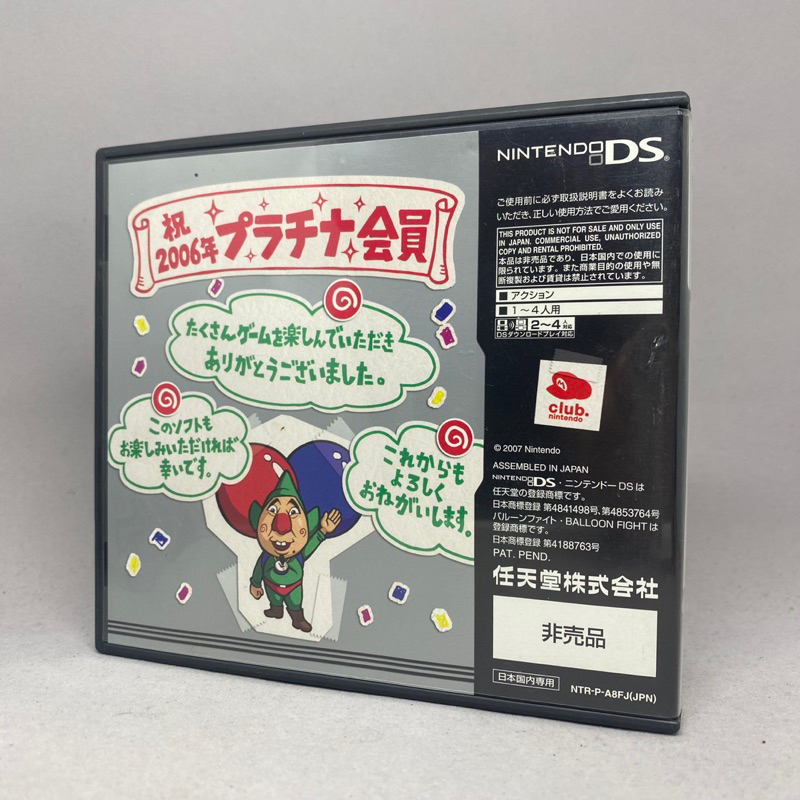 祝
2006年
プラチナ会員
たくさんゲームを楽しんでいただき
ありがとうございました。
このソフトも
お楽しみいただければ
幸いです。
これからも
よろしく
おねがいします。
NINTENDO DS®
ご使用前に必ず取扱説明書をよくお読み
いただき、正しい使用方法でご愛用ください。
THIS PRODUCT IS NOT FOR SALE AND ONLY USE
IN JAPAN. COMMERCIAL USE, UNAUTHORIZED
COPY AND RENTAL PROHIBITED.
本品は非売品であり、日本国内での使用に
限られています。また商業目的の使用や無
断複製および賃貸は禁止されています。
アクション
1〜4人用
2〜4人対応
DSダウンロードプレイ対応
club.
nintendo
© 2007 Nintendo
ASSEMBLED IN JAPAN
NINTENDO DS・ニンテンドーDSは
任天堂の登録商標です。
日本商標登録 第4841498号、第4853764号
バルーンファイト・BALLOON FIGHTは
登録商標です。
日本商標登録 第4188763号
PAT. PEND.
任天堂株式会社
非売品
日本国内専用
NTR-P-A8FJ(JPN)